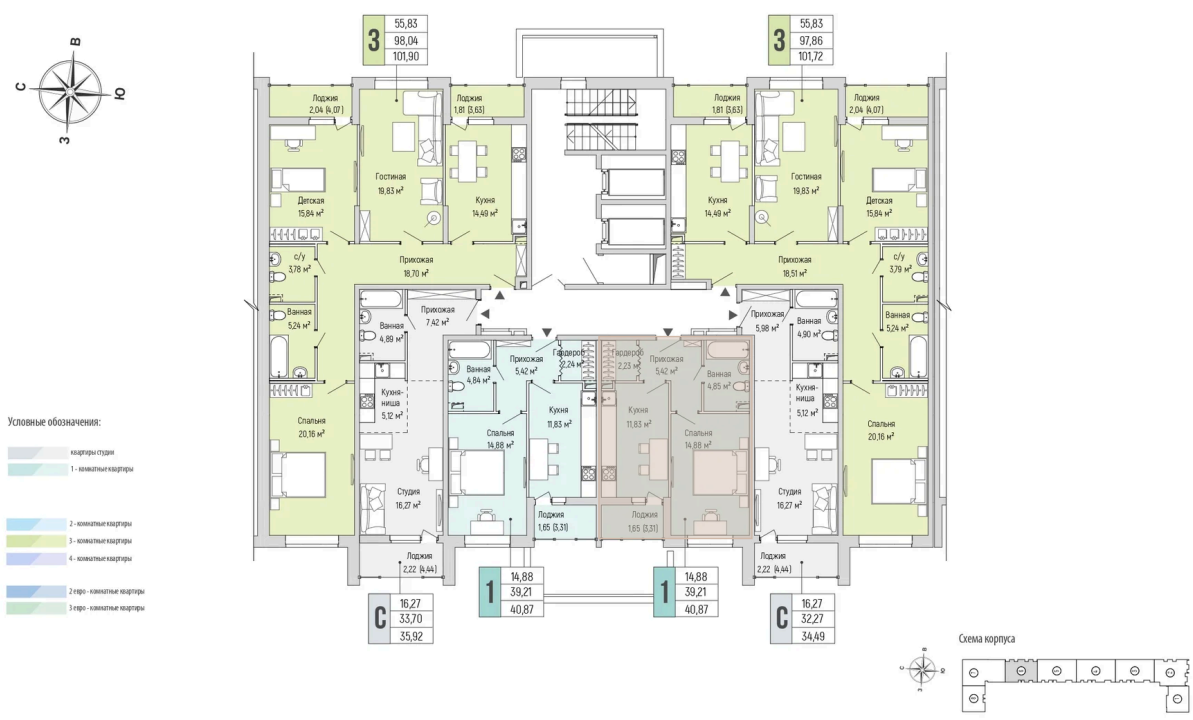 3
55,83
98,04
101,90
3
55,83
97,86
101,72
В
С
Ю
З
Лоджия
2,04 (4,07)
Лоджия
1,81 (3,63)
Лоджия
1,81 (3,63)
Лоджия
2,04 (4,07)
Гостиная
19,83 м²
Детская
15,84 м²
Кухня
14,49 м²
Кухня
14,49 м²
Гостиная
19,83 м²
Детская
15,84 м²
с/у
3,78 м²
Прихожая
18,70 м²
Прихожая
18,51 м²
с/у
3,79 м²
Ванная
5,24 м²
Ванная
4,89 м²
Прихожая
7,42 м²
Прихожая
5,98 м²
Ванная
4,90 м²
Ванная
5,24 м²
Ванная
4,84 м²
Прихожая
5,42 м²
Гардероб
2,24 м²
Гардероб
2,23 м²
Прихожая
5,42 м²
Ванная
4,85 м²
Кухня-
ниша
5,12 м²
Кухня-
ниша
5,12 м²
Спальня
20,16 м²
Спальня
14,88 м²
Кухня
11,83 м²
Кухня
11,83 м²
Спальня
14,88 м²
Спальня
20,16 м²
Студия
16,27 м²
Студия
16,27 м²
Лоджия
1,65 (3,31)
Лоджия
1,65 (3,31)
Лоджия
2,22 (4,44)
Лоджия
2,22 (4,44)
С
16,27
33,70
35,92
1
14,88
39,21
40,87
1
14,88
39,21
40,87
С
16,27
32,27
34,49
Условные обозначения:
квартиры студии
1 - комнатные квартиры
2 - комнатные квартиры
3 - комнатные квартиры
4 - комнатные квартиры
2 евро - комнатные квартиры
3 евро - комнатные квартиры
Схема корпуса
В
С
Ю
З